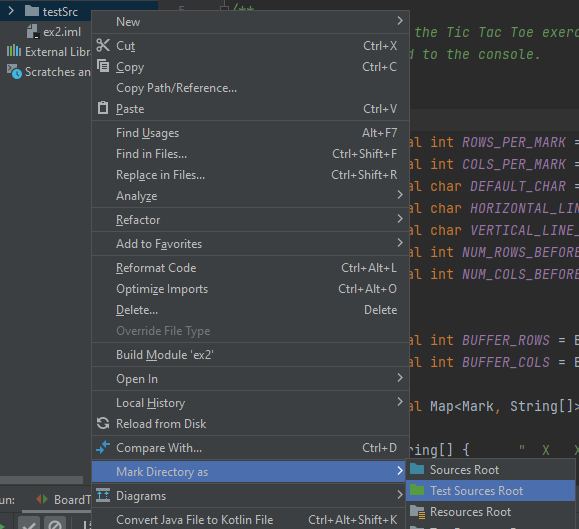 testSrc
ex2.iml
External Libr
Scratches an
5
/**
the Tic Tac Toe exerc
d to the console.
al int ROWS_PER_MARK =
al int COLS_PER_MARK =
al char DEFAULT_CHAR =
al char HORIZONTAL_LIN
al char VERTICAL_LINE_
al int NUM_ROWS_BEFORE
al int NUM_COLS_BEFORE
al int BUFFER_ROWS = B
al int BUFFER_COLS = B
al Map<Mark, String[]>
ring[] { " X X
New
Cut Ctrl+X
Copy Ctrl+C
Copy Path/Reference...
Paste Ctrl+V
Find Usages Alt+F7
Find in Files... Ctrl+Shift+F
Replace in Files... Ctrl+Shift+R
Analyze
Refactor
Add to Favorites
Reformat Code Ctrl+Alt+L
Optimize Imports Ctrl+Alt+O
Delete... Delete
Override File Type
Build Module 'ex2'
Open In
Local History
Reload from Disk
Compare With... Ctrl+D
Mark Directory as
Diagrams
Convert Java File to Kotlin File Ctrl+Alt+Shift+K
Sources Root
Test Sources Root
Resources Root
un:
BoardT